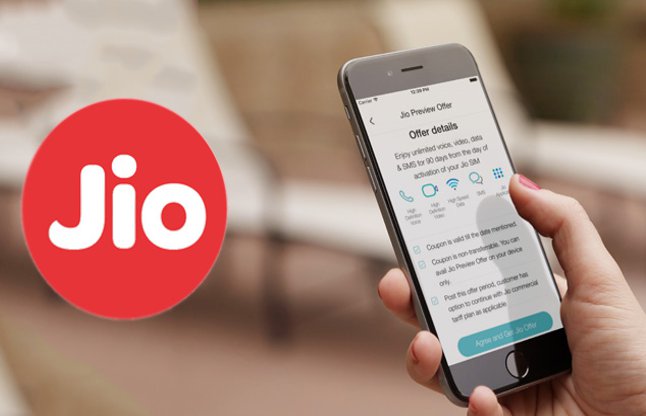 Jio
Carrier
12:39 PM
Jio Preview Offer
Offer details
Enjoy unlimited voice, video, data
& SMS for 90 days from the day of
activation of your Jio SIM
High
Definition
Voice
High
Definition
Video
High Speed
Data
SMS
Jio
Coupon is valid till the date mentioned.
Coupon is non-transferable. You can
avail Jio Preview Offer on your device
only.
Post this offer period, customer has
option to continue with Jio commercial
tariff plan as applicable.
Agree and Get Jio Offer